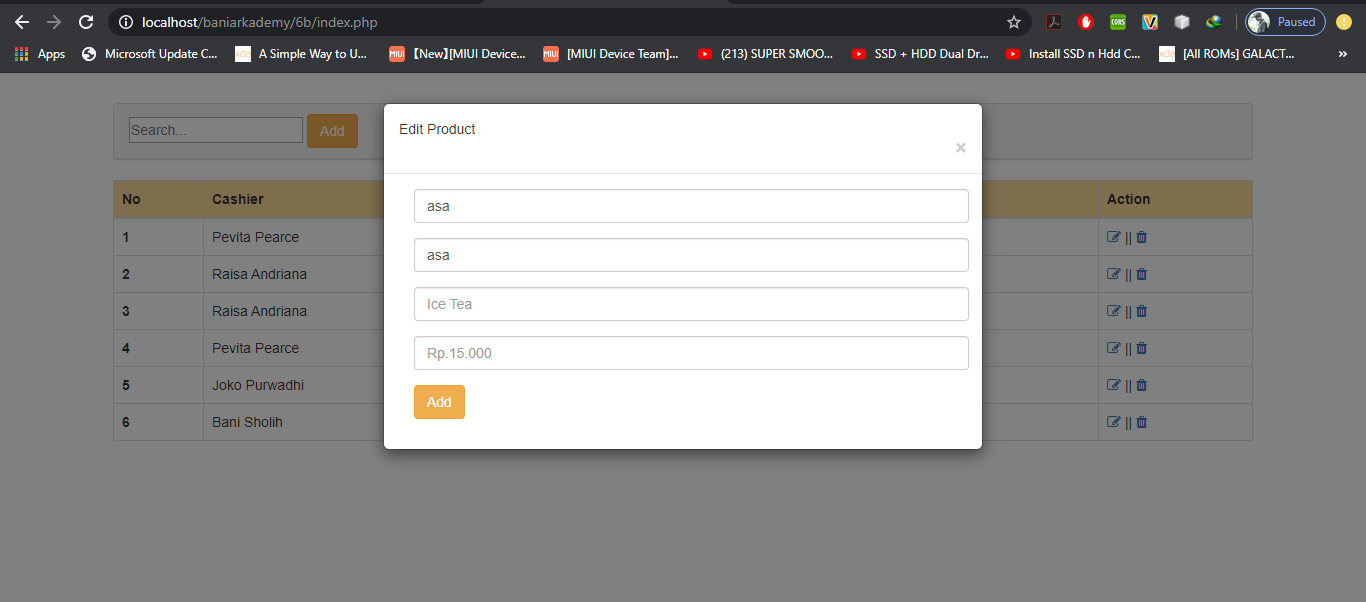 localhost/baniarkademy/6b/index.php
Paused
Apps
Microsoft Update C...
A Simple Way to U...
【New】[MIUI Device...
[MIUI Device Team]...
(213) SUPER SMOO...
SSD + HDD Dual Dr...
Install SSD n Hdd C...
[All ROMs] GALACT...
»
Search...
Add
Edit Product
×
asa
asa
Ice Tea
Rp.15.000
Add
No Cashier Action
1 Pevita Pearce ||
2 Raisa Andriana ||
3 Raisa Andriana ||
4 Pevita Pearce ||
5 Joko Purwadhi ||
6 Bani Sholih ||